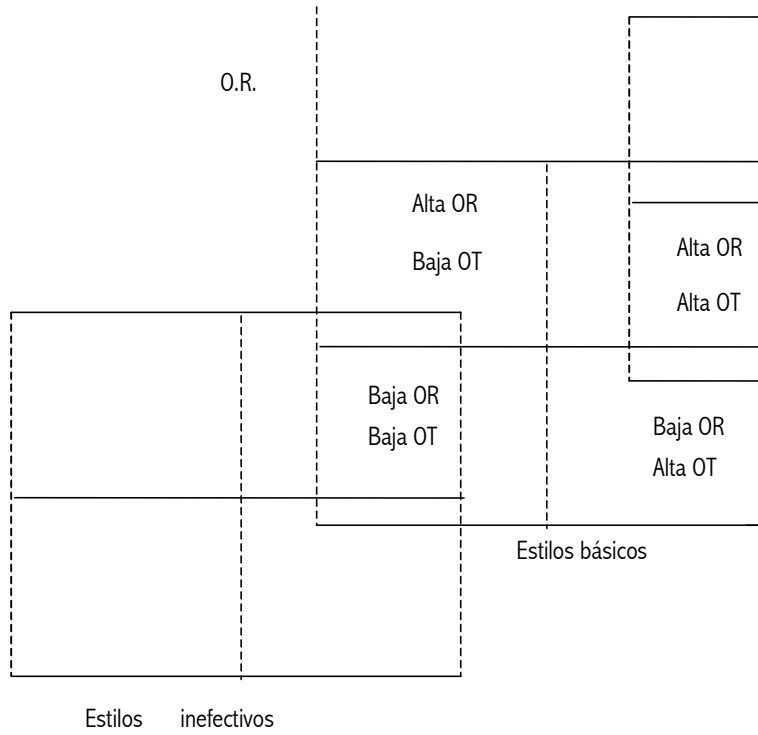 O.R.
Alta OR
Baja OT
Alta OR
Alta OT
Baja OR
Baja OT
Baja OR
Alta OT
Estilos básicos
Estilos inefectivos